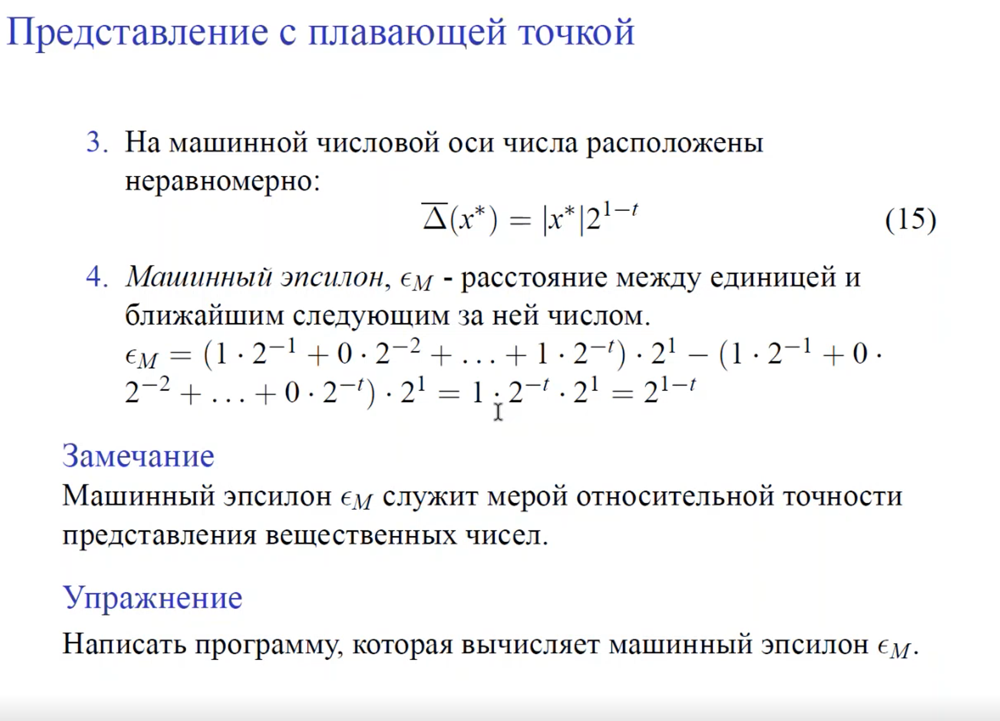 Представление с плавающей точкой
3. На машинной числовой оси числа расположены
неравномерно:
$\overline{\Delta}(x^*) = |x^*|2^{1-t}$ (15)
4. Машинный эпсилон, $\epsilon_M$ - расстояние между единицей и
ближайшим следующим за ней числом.
$\epsilon_M = (1 \cdot 2^{-1} + 0 \cdot 2^{-2} + \ldots + 1 \cdot 2^{-t}) \cdot 2^1 - (1 \cdot 2^{-1} + 0 \cdot$
$2^{-2} + \ldots + 0 \cdot 2^{-t}) \cdot 2^1 = 1 \cdot 2^{-t} \cdot 2^1 = 2^{1-t}$
Замечание
Машинный эпсилон $\epsilon_M$ служит мерой относительной точности
представления вещественных чисел.
Упражнение
Написать программу, которая вычисляет машинный эпсилон $\epsilon_M$.